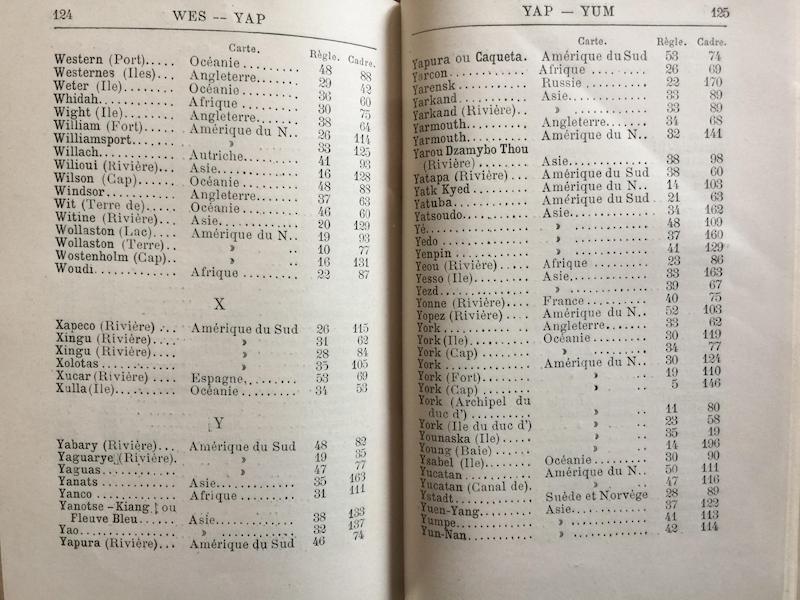 124 WES -- YAP
Carte. Règle. Cadre.
Western (Port)..... Océanie......... 48 88
Westernes (Iles)... Angleterre....... 29 42
Weter (Ile)....... Océanie......... 36 60
Whidah........... Afrique......... 30 75
Wight (Ile)....... Angleterre....... 38 64
William (Fort)..... Amérique du N.. 26 114
Williamsport...... » 33 125
Willach........... Autriche........ 41 93
Wilioui (Rivière)... Asie............ 16 128
Wilson (Cap)...... Océanie......... 48 88
Windsor.......... Angleterre....... 37 63
Wit (Terre de)..... Océanie......... 46 60
Witine (Rivière).... Asie............ 20 129
Wollaston (Lac)... Amérique du N.. 19 93
Wollaston (Terre).. » .. 10 77
Wostenholm (Cap).. » .. 16 131
Woudi............ Afrique ........ 22 87
X
Xapeco (Rivière) ... Amérique du Sud 26 115
Xingu (Rivière).... » 31 62
Xingu (Rivière).... » 28 84
Xolotas........... » 35 105
Xucar (Rivière) .... Espagne......... 53 69
Xulla (Ile)........ Océanie......... 34 53
Y
Yabary (Rivière)... Amérique du Sud 48 82
Yaguarye (Rivière). » 19 35
Yaguas........... » 47 77
Yanats ........... Asie............ 35 163
Yanco ........... Afrique ........ 31 111
Yanotse-Kiang ou
Fleuve Bleu...... Asie............ 38 133
Yao.............. » ............ 32 137
Yapura (Rivière)... Amérique du Sud 46 74
YAP — YUM 125
Carte. Règle. Cadre.
Yapura ou Caqueta. Amérique du Sud 53 74
Yarcon........... Afrique ........ 26 69
Yarensk.......... Russie .......... 22 170
Yarkand.......... Asie............ 33 89
Yarkand (Rivière).. » ............ 33 89
Yarmouth......... Angleterre....... 34 68
Yarmouth......... Amérique du N.. 32 141
Yarou Dzamybo Thou
(Rivière) ........ Asie............ 38 98
Yatapa (Rivière)... Amérique du Sud 38 60
Yatk Kyed........ Amérique du N.. 14 103
Yatuba........... Amérique du Sud.. 21 63
Yatsoudo......... Asie............ 34 162
Yé............... » ............ 48 109
Yedo ............ » ............ 37 160
Yenpin........... » ............ 41 129
Yeou (Rivière)..... Afrique ........ 23 86
Yesso (Ile)........ Asie............ 33 163
Yezd............. » ............ 39 67
Yonne (Rivière).... France.......... 40 75
Yopez (Rivière).... Amérique du N.. 52 103
York ............. Angleterre....... 33 62
York (Ile)......... Océanie ......... 30 119
York (Cap) ....... » ......... 34 77
York ............. Amérique du N.. 30 124
York (Fort)....... » .. 19 110
York (Cap) ....... » .. 5 146
York (Archipel du
duc d') .......... » .. 11 80
York (Ile du duc d') » .. 23 58
Younaska (Ile).... » .. 35 19
Young (Baie) ..... » .. 14 196
Ysabel (Ile)....... Océanie ......... 30 90
Yucatan .......... Amérique du N.. 50 111
Yucatan (Canal de). » .. 47 116
Ystadt............ Suède et Norvège 28 89
Yuen-Yang........ Asie............ 37 122
Yumpe........... » ............ 41 113
Yun-Nan.......... » ............ 42 114